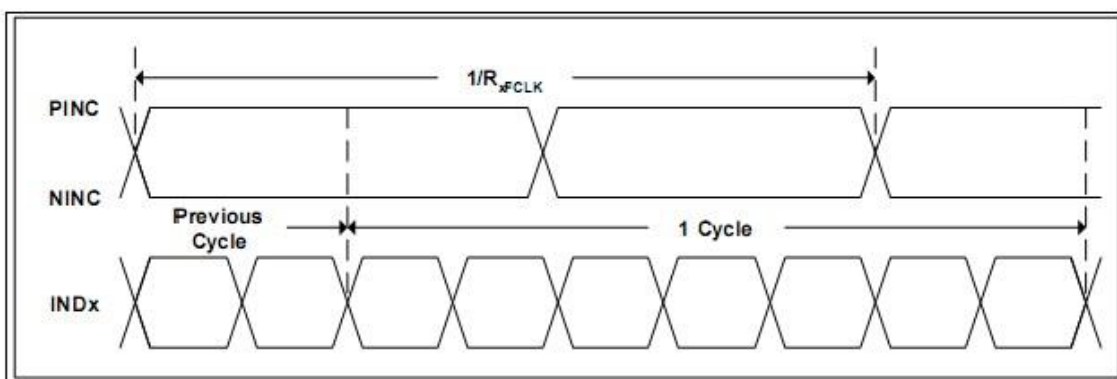 1/RxFCLK
PINC
NINC
Previous
Cycle
1 Cycle
INDx